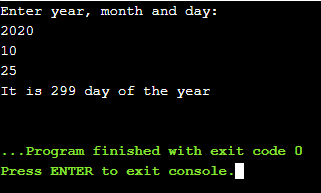 Enter year, month and day:
2020
10
25
It is 299 day of the year
...Program finished with exit code 0
Press ENTER to exit console.